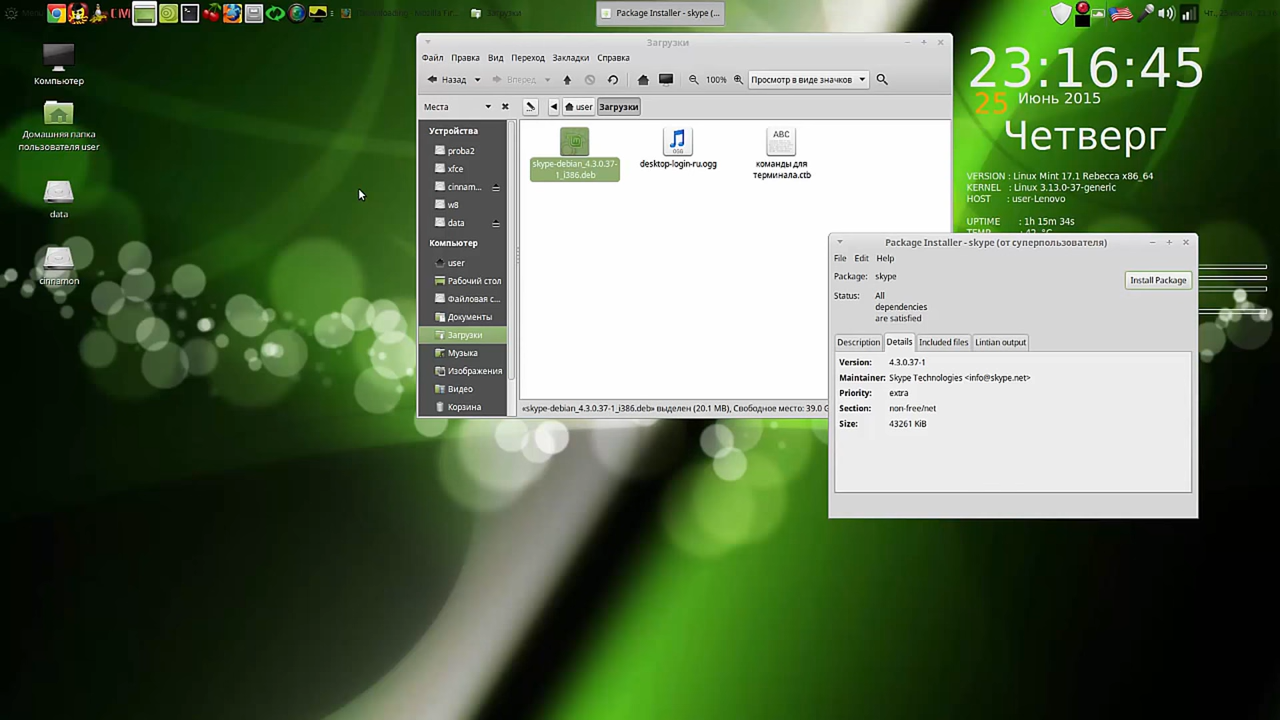 Package Installer - skype (...
Компьютер
Домашняя папка
пользователя user
data
cinnamon
Загрузки
Файл Правка Вид Переход Закладки Справка
Назад Вперед 100% Просмотр в виде значков
Места user Загрузки
Устройства
proba2
xfce
cinnam...
w8
data
Компьютер
user
Рабочий стол
Файловая с...
Документы
Загрузки
Музыка
Изображения
Видео
Корзина
skype-debian_4.3.0.37-
1_i386.deb
desktop-login-ru.ogg
OGG
ABC
команды для
терминала.ctb
«skype-debian_4.3.0.37-1_i386.deb» выделен (20.1 MB), Свободное место: 39.0 G
23:16:45
25 Июнь 2015
Четверг
VERSION : Linux Mint 17.1 Rebecca x86_64
KERNEL : Linux 3.13.0-37-generic
HOST : user-Lenovo
UPTIME : 1h 15m 34s
Package Installer - skype (от суперпользователя)
File Edit Help
Package: skype
Install Package
Status: All
dependencies
are satisfied
Description Details Included files Lintian output
Version: 4.3.0.37-1
Maintainer: Skype Technologies <info@skype.net>
Priority: extra
Section: non-free/net
Size: 43261 KiB